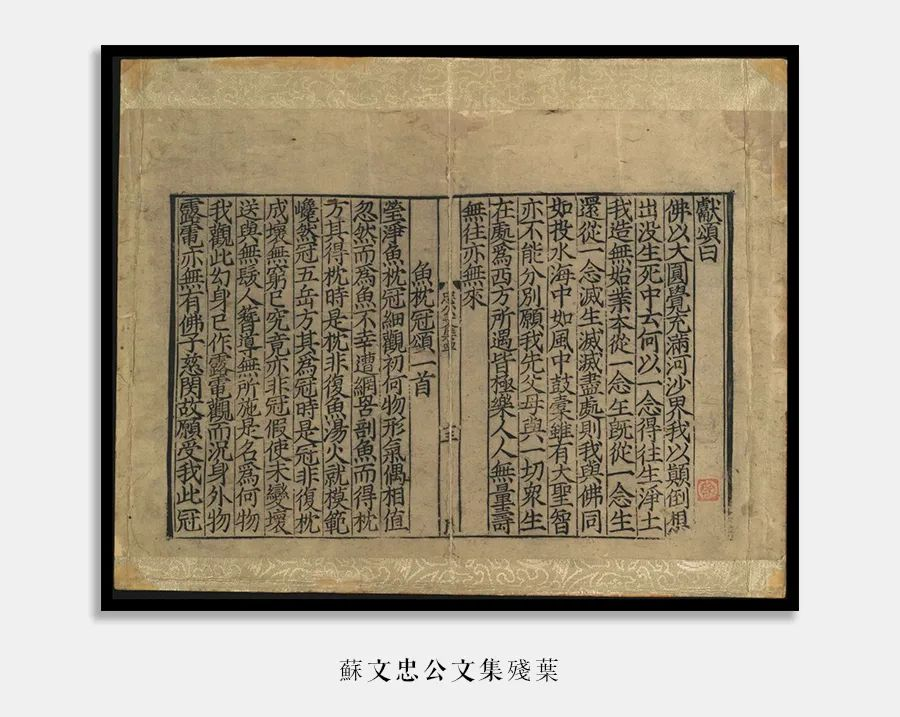 獻頌曰
佛以大圓覺充滿河沙界我以顛倒想
出没生死中云何以一念得往生淨土
我造無始業本從一念生既從一念生
還從一念滅生滅滅盡處則我與佛同
如投水海中如風中鼓橐雖有大聖智
亦不能分別願我先父母與一切衆生
在處爲西方所遇皆極樂人人無量壽
無往亦無來
魚枕冠頌一首
瑩淨魚枕冠細觀初何物形氣偶相值
忽然而爲魚不幸遭網罟剖魚而得枕
方其得枕時是枕非復魚湯火就模範
巉然冠五岳方其爲冠時是冠非復枕
成壞無窮已究竟亦非冠假使未變壞
送與無髮人簪導無所施是名爲何物
我觀此幻身已作露電觀而況身外物
露電亦無有佛子慈閔故願受我此冠
蘇文忠公文集殘葉